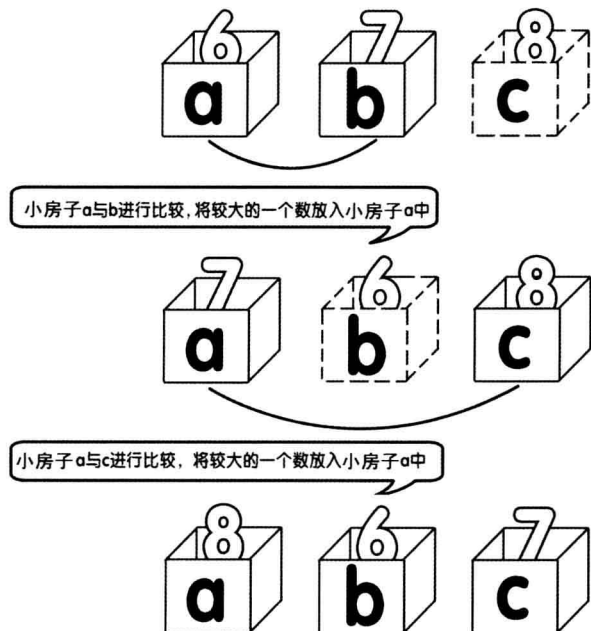 6 7 8
a b c
小房子a与b进行比较,将较大的一个数放入小房子a中
7 6 8
a b c
小房子a与c进行比较，将较大的一个数放入小房子a中
8 6 7
a b c